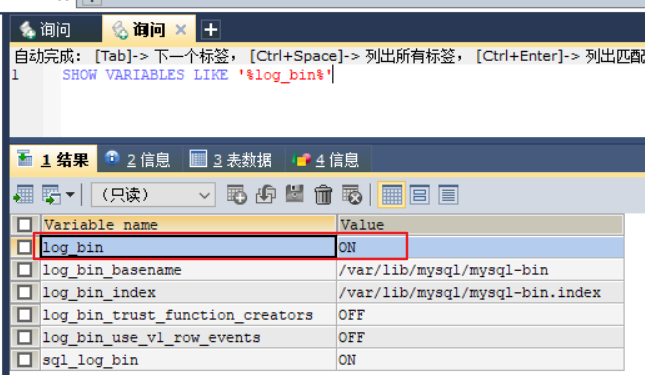 询问 询问
自动完成: [Tab]-> 下一个标签, [Ctrl+Space]-> 列出所有标签, [Ctrl+Enter]-> 列出匹配
1 SHOW VARIABLES LIKE '%log_bin%'
1 结果 2 信息 3 表数据 4 信息
(只读)
Variable name Value
log_bin ON
log_bin_basename /var/lib/mysql/mysql-bin
log_bin_index /var/lib/mysql/mysql-bin.index
log_bin_trust_function_creators OFF
log_bin_use_v1_row_events OFF
sql_log_bin ON